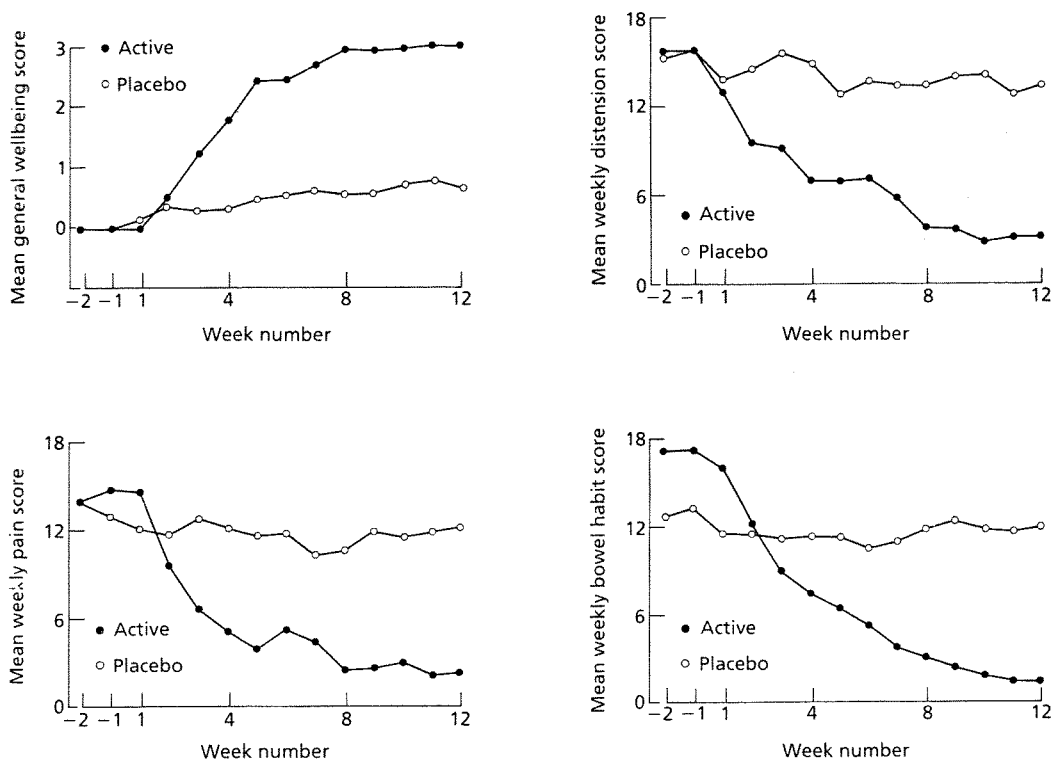 Mean general wellbeing score
3
2
1
0
Active
Placebo
−2 −1 1 4 8 12
Week number
Mean weekly distension score
18
12
6
0
Active
Placebo
−2 −1 1 4 8 12
Week number
Mean weekly pain score
18
12
6
0
Active
Placebo
−2 −1 1 4 8 12
Week number
Mean weekly bowel habit score
18
12
6
0
Active
Placebo
−2 −1 1 4 8 12
Week number